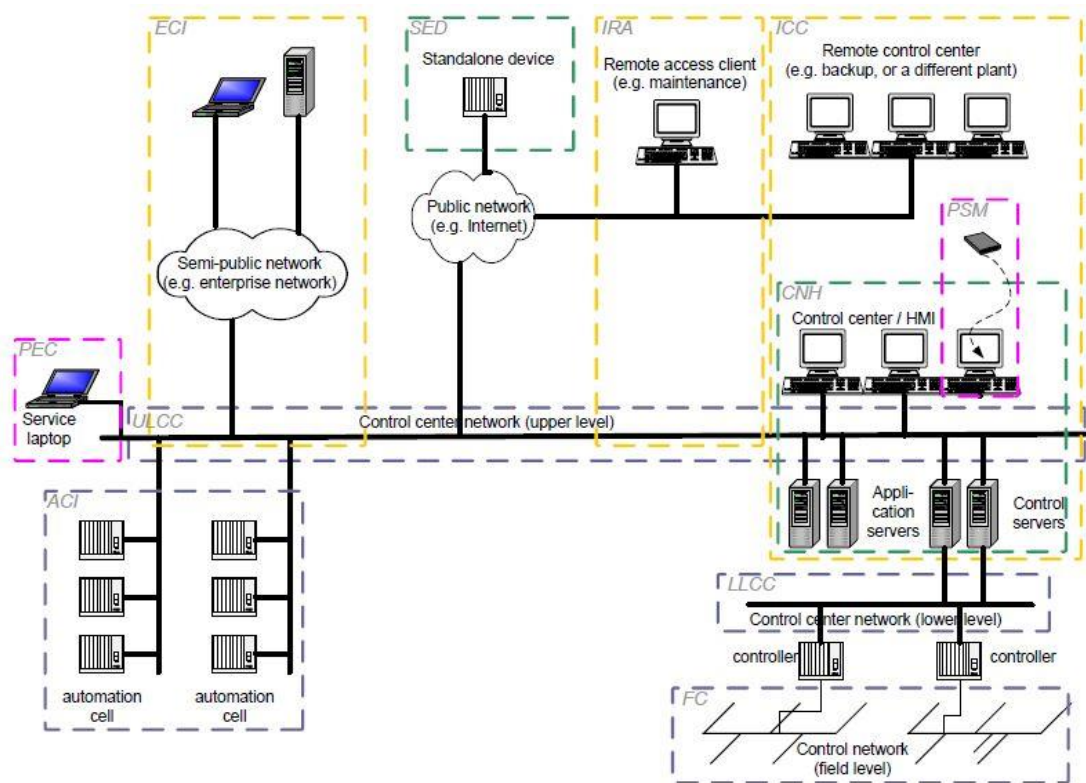 ECI
SED
IRA
ICC
Standalone device
Remote access client
(e.g. maintenance)
Remote control center
(e.g. backup, or a different plant)
Public network
(e.g. Internet)
PSM
Semi-public network
(e.g. enterprise network)
CNH
Control center / HMI
PEC
Service
laptop
ULCC
Control center network (upper level)
ACI
Appli-
cation
servers
Control
servers
LLCC
Control center network (lower level)
controller
controller
automation
cell
automation
cell
FC
Control network
(field level)